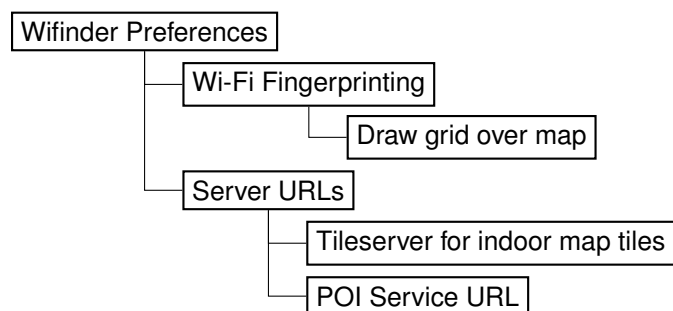 Wifinder Preferences
Wi-Fi Fingerprinting
Draw grid over map
Server URLs
Tileserver for indoor map tiles
POI Service URL